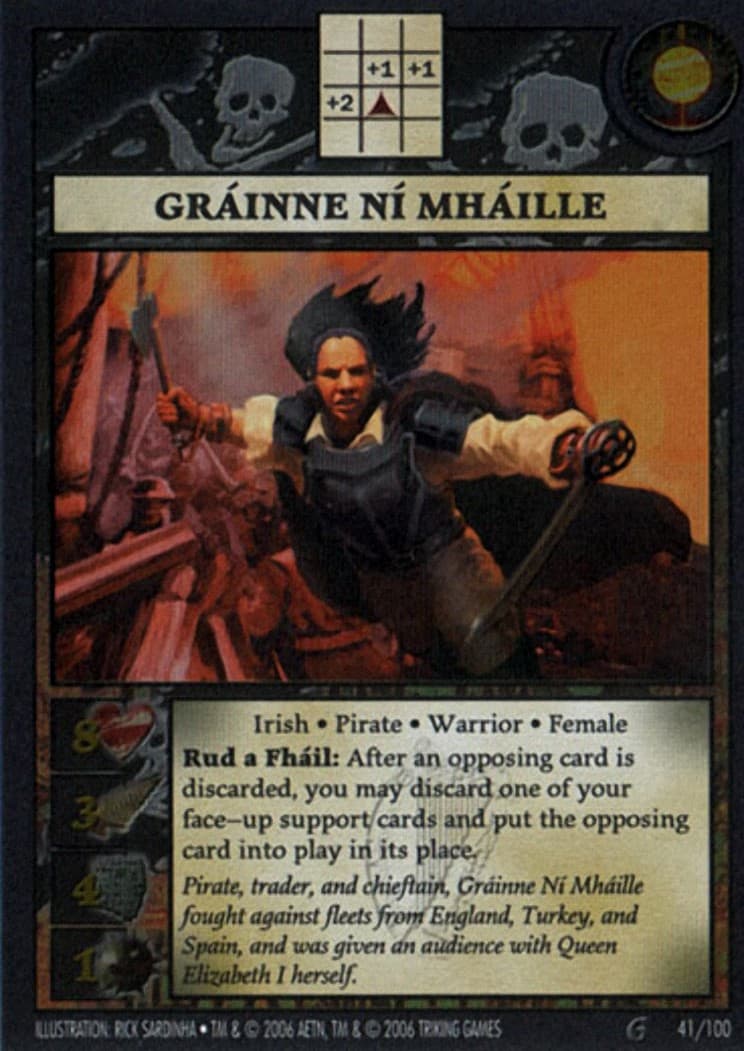 +1 +1
+2
GRÁINNE NÍ MHÁILLE
8
3
4
1
Irish • Pirate • Warrior • Female
Rud a Fháil: After an opposing card is
discarded, you may discard one of your
face–up support cards and put the opposing
card into play in its place.
Pirate, trader, and chieftain, Gráinne Ní Mháille
fought against fleets from England, Turkey, and
Spain, and was given an audience with Queen
Elizabeth I herself.
ILLUSTRATION: RICK SARDINHA • TM & © 2006 AETN, TM & © 2006 TRIKING GAMES
G 41/100